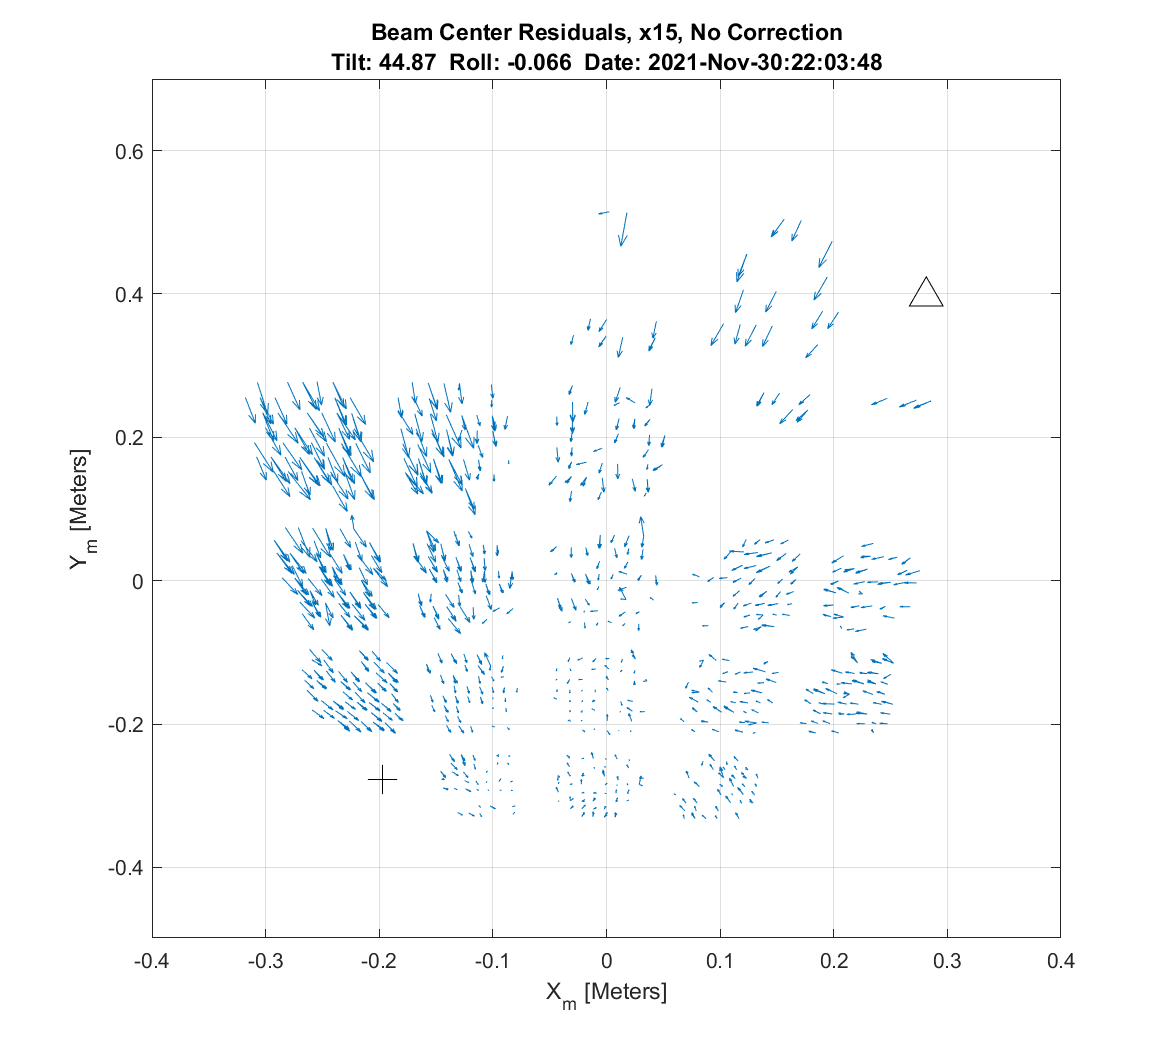 Beam Center Residuals, x15, No Correction
Tilt: 44.87 Roll: -0.066 Date: 2021-Nov-30:22:03:48
0.6
0.4
0.2
0
-0.2
-0.4
Y_m [Meters]
-0.4 -0.3 -0.2 -0.1 0 0.1 0.2 0.3 0.4
X_m [Meters]